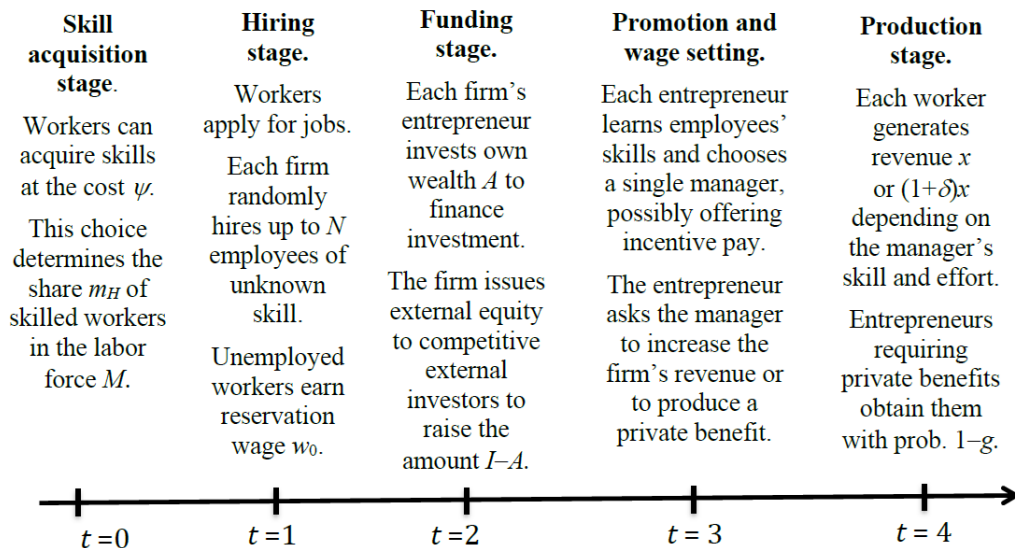 Skill
acquisition
stage.
Workers can
acquire skills
at the cost ψ.
This choice
determines the
share mH of
skilled workers
in the labor
force M.
Hiring
stage.
Workers
apply for jobs.
Each firm
randomly
hires up to N
employees of
unknown
skill.
Unemployed
workers earn
reservation
wage w0.
Funding
stage.
Each firm’s
entrepreneur
invests own
wealth A to
finance
investment.
The firm issues
external equity
to competitive
external
investors to
raise the
amount I–A.
Promotion and
wage setting.
Each entrepreneur
learns employees’
skills and chooses
a single manager,
possibly offering
incentive pay.
The entrepreneur
asks the manager
to increase the
firm’s revenue or
to produce a
private benefit.
Production
stage.
Each worker
generates
revenue x
or (1+δ)x
depending on
the manager’s
skill and effort.
Entrepreneurs
requiring
private benefits
obtain them
with prob. 1–g.
t =0
t =1
t =2
t = 3
t = 4